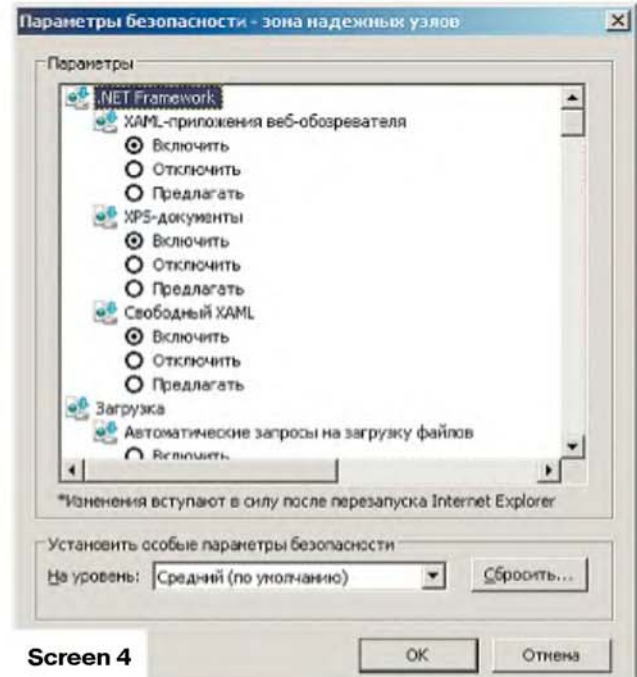 Параметры безопасности - зона надежных узлов
Параметры
.NET Framework
XAML-приложения веб-обозревателя
Включить
Отключить
Предлагать
XPS-документы
Включить
Отключить
Предлагать
Свободный XAML
Включить
Отключить
Предлагать
Загрузка
Автоматические запросы на загрузку файлов
Включить
*Изменения вступают в силу после перезапуска Internet Explorer
Установить особые параметры безопасности
На уровень: Средний (по умолчанию) Сбросить...
OK Отмена
Screen 4